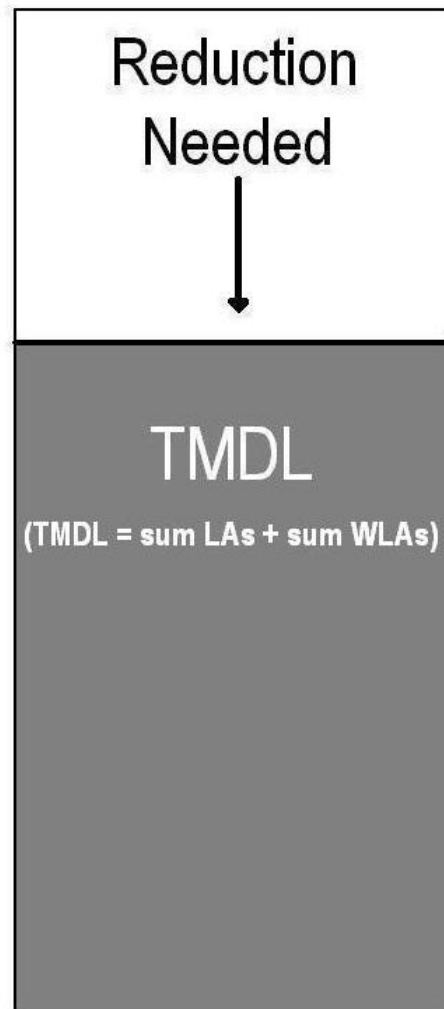 Reduction
Needed
TMDL
(TMDL = sum LAs + sum WLAs)